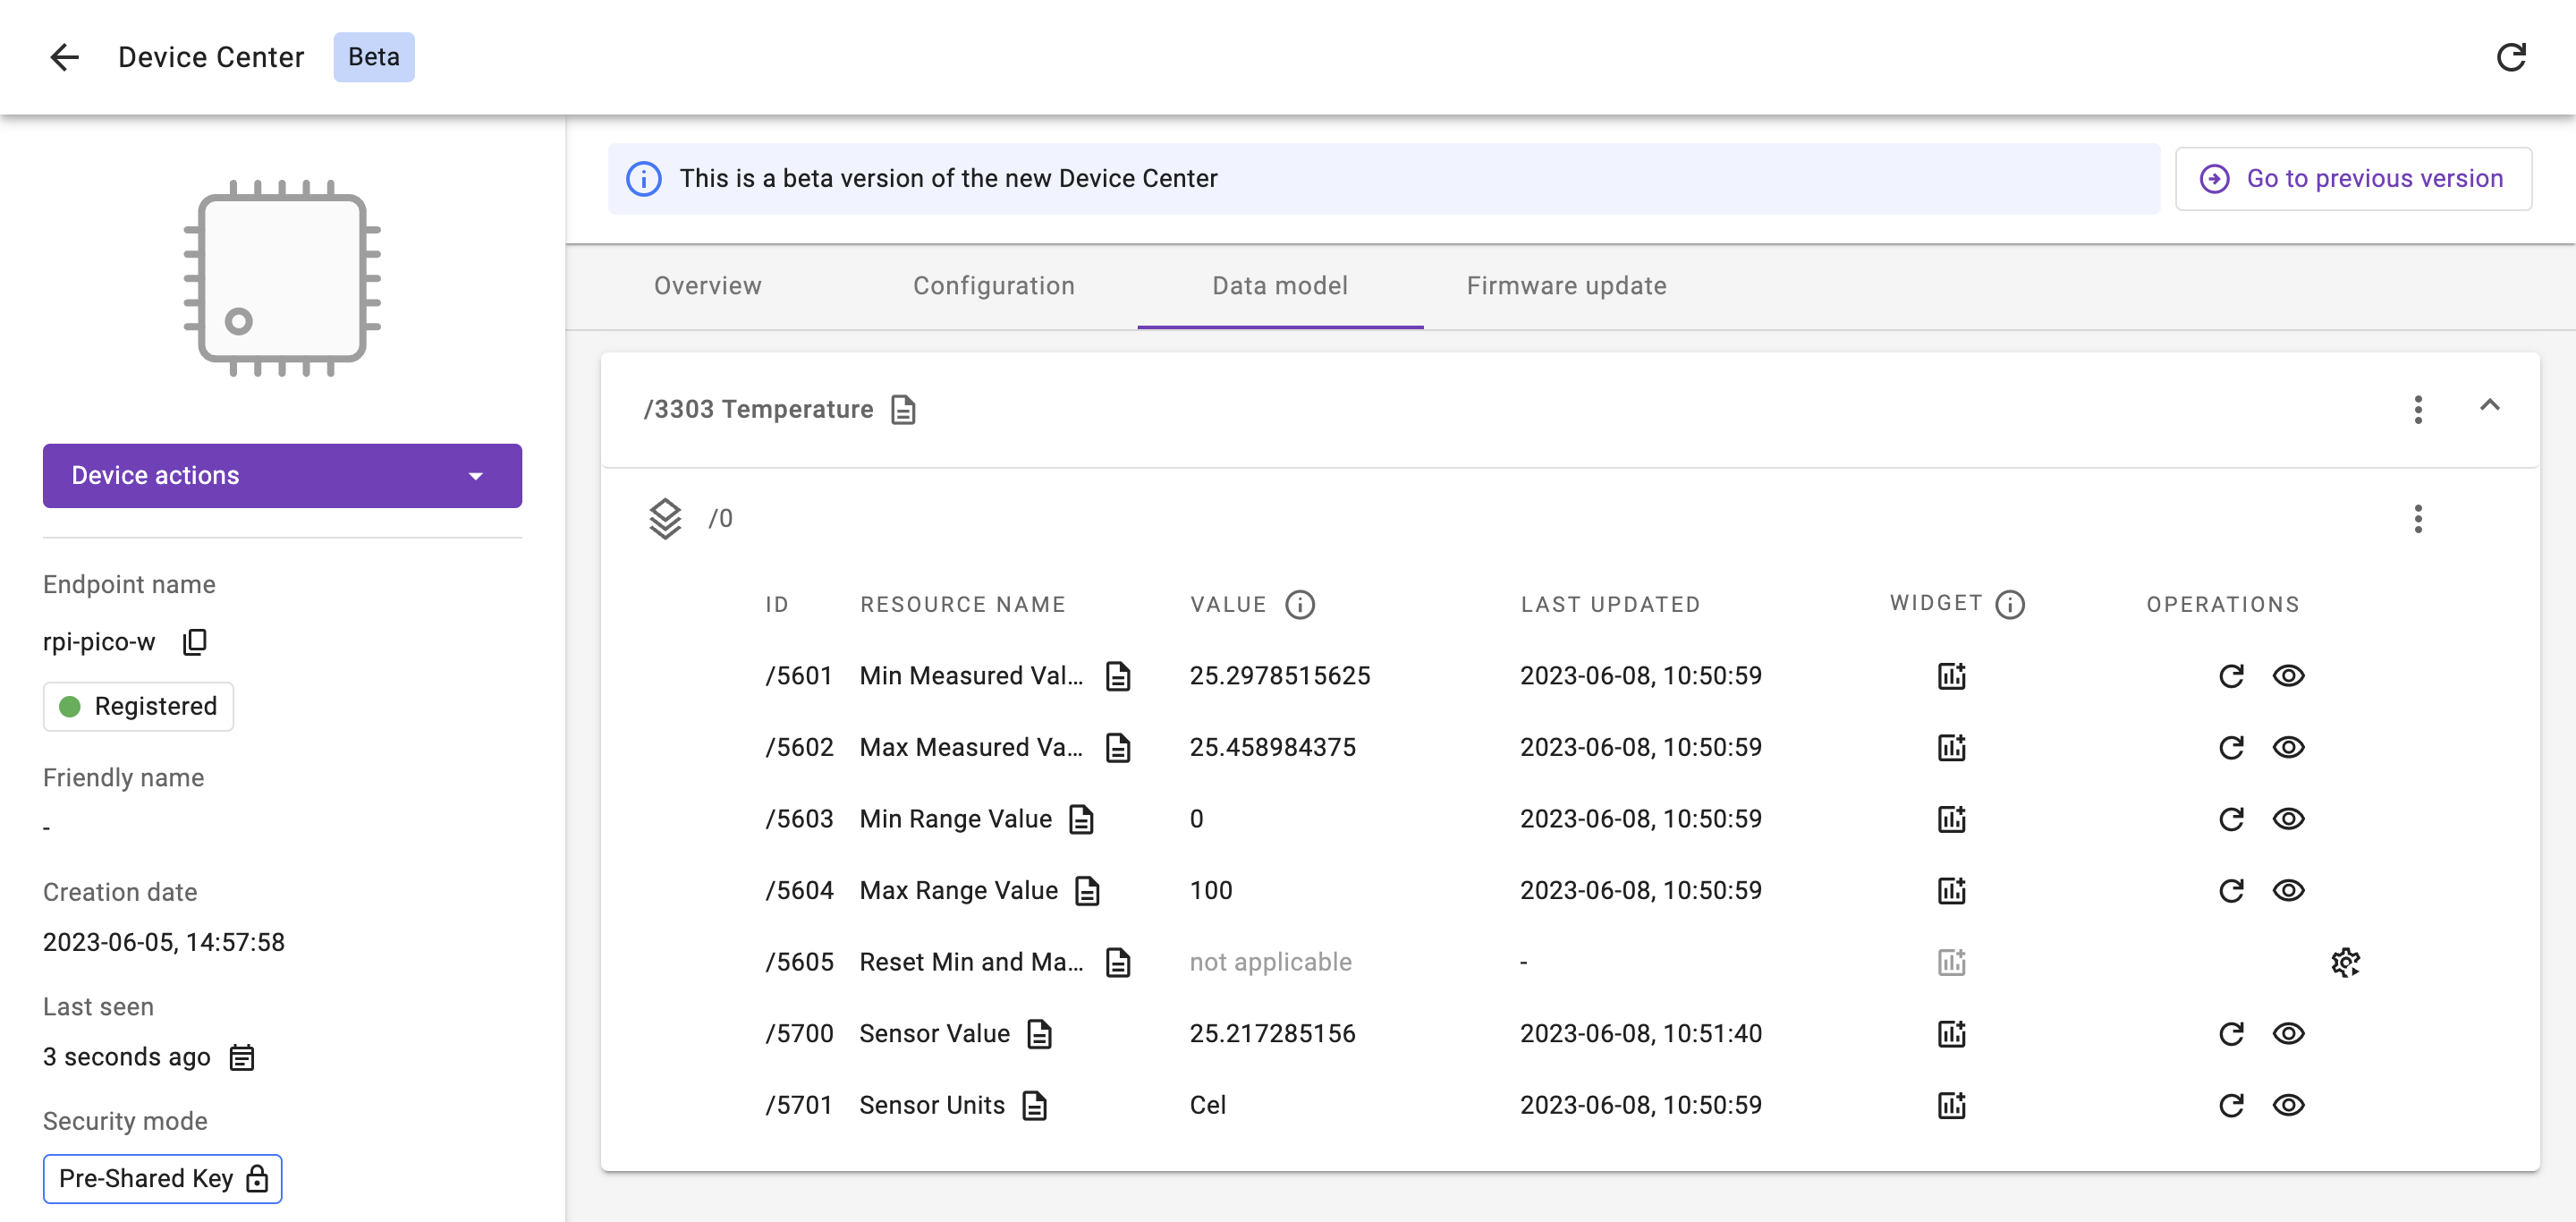 Device Center Beta
This is a beta version of the new Device Center
Go to previous version
Overview Configuration Data model Firmware update
Device actions
Endpoint name
rpi-pico-w
Registered
Friendly name
-
Creation date
2023-06-05, 14:57:58
Last seen
3 seconds ago
Security mode
Pre-Shared Key
/3303 Temperature
/0
ID RESOURCE NAME VALUE LAST UPDATED WIDGET OPERATIONS
/5601 Min Measured Val... 25.2978515625 2023-06-08, 10:50:59
/5602 Max Measured Va... 25.458984375 2023-06-08, 10:50:59
/5603 Min Range Value 0 2023-06-08, 10:50:59
/5604 Max Range Value 100 2023-06-08, 10:50:59
/5605 Reset Min and Ma... not applicable -
/5700 Sensor Value 25.217285156 2023-06-08, 10:51:40
/5701 Sensor Units Cel 2023-06-08, 10:50:59